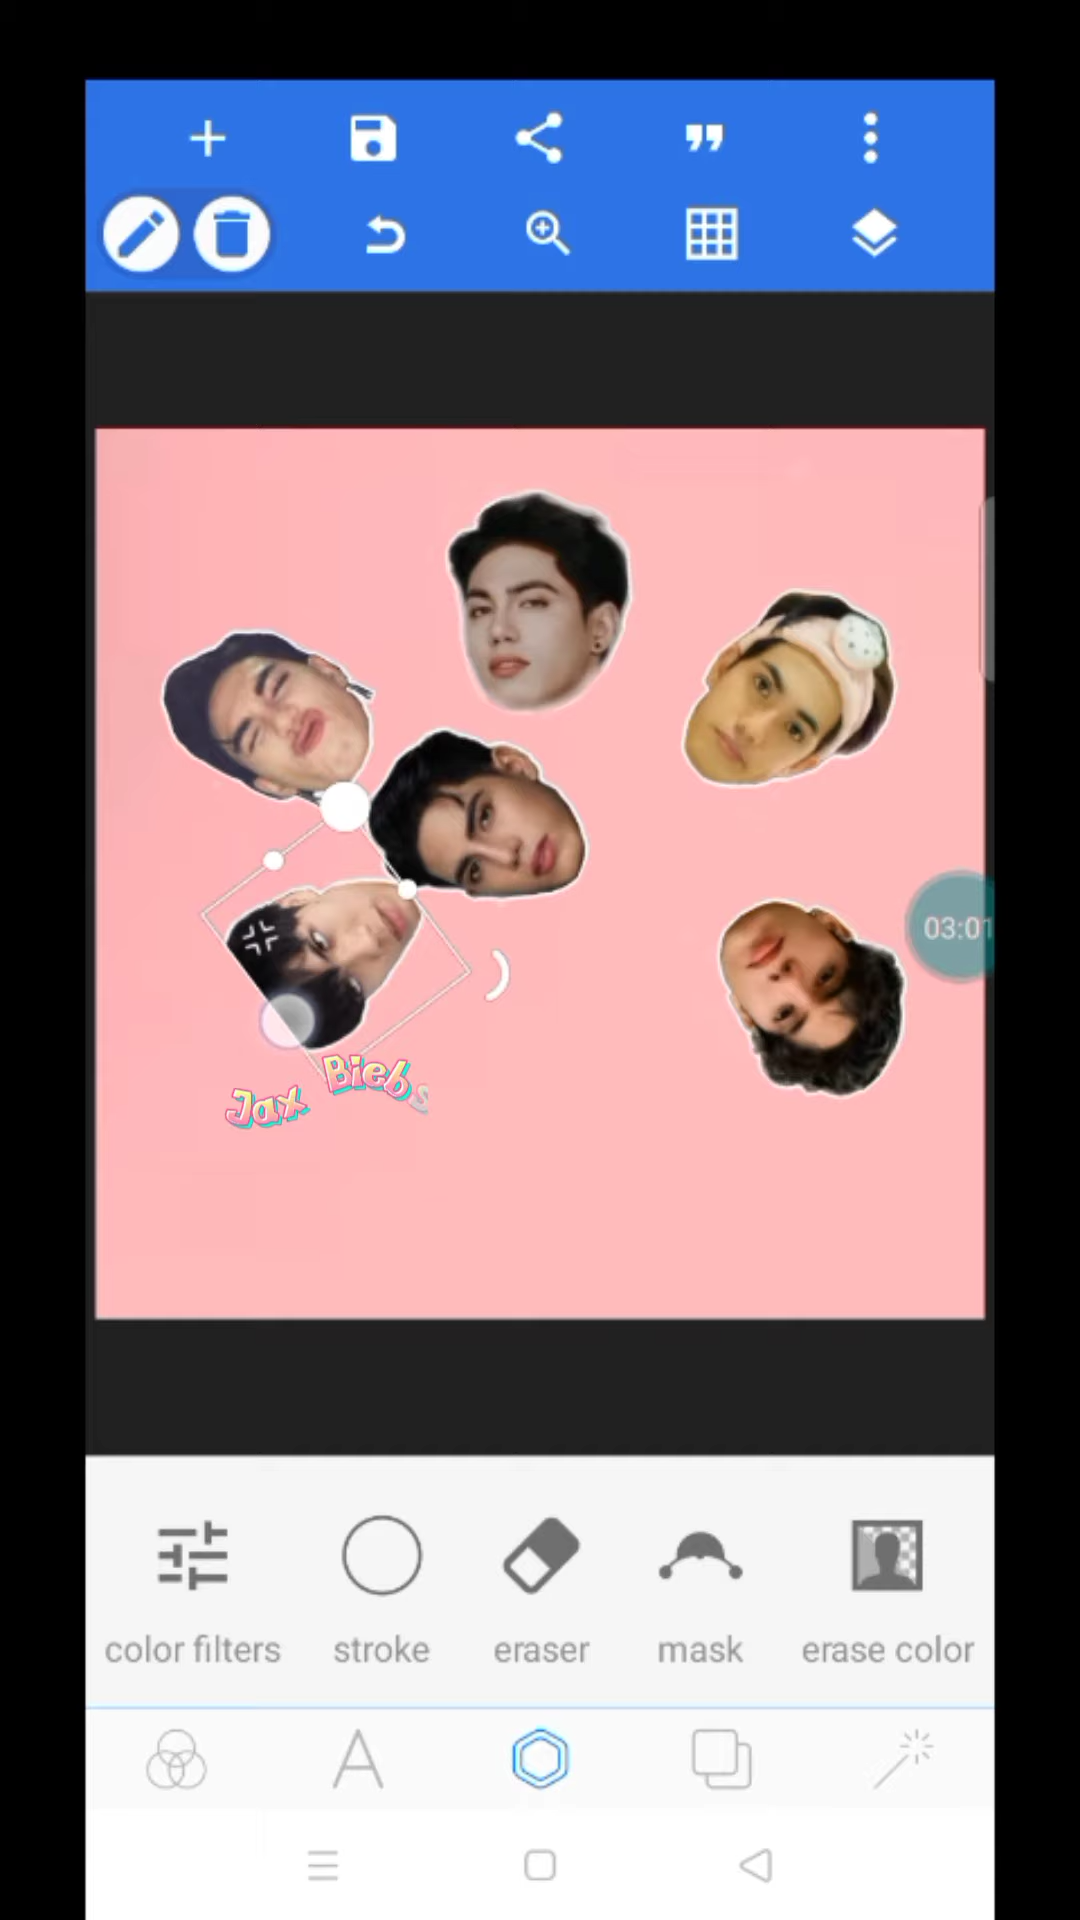 03:01
Jax Biebs
color filters
stroke
eraser
mask
erase color